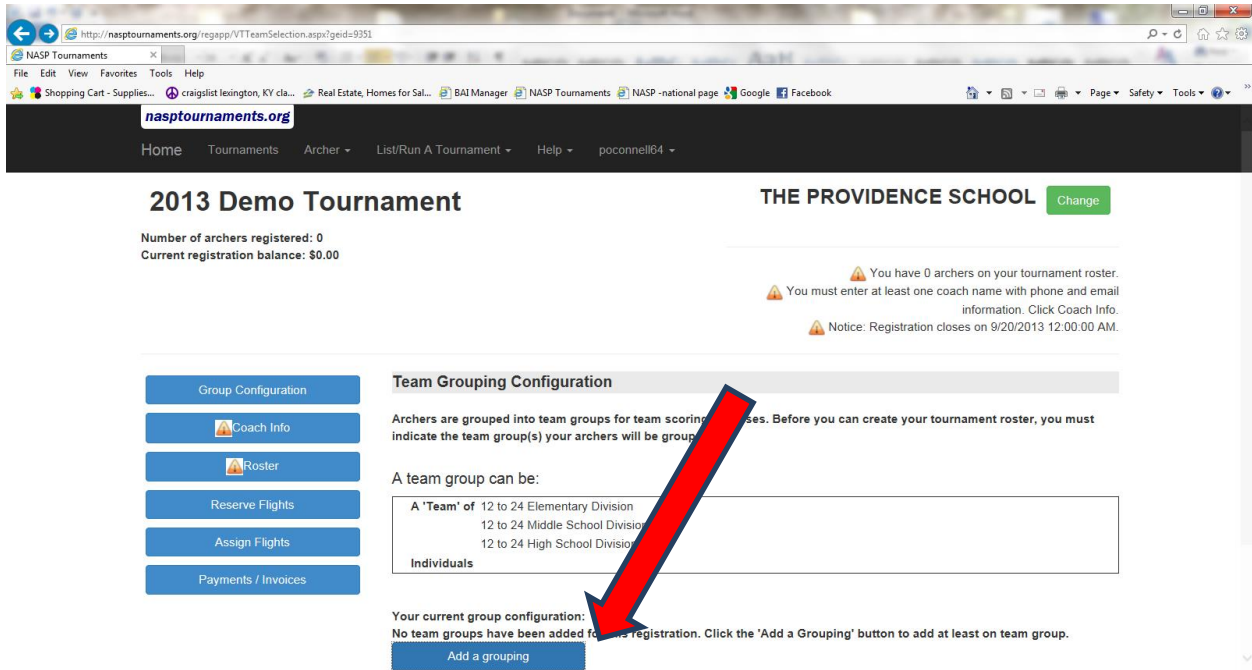 http://nasptournaments.org/regapp/VTTeamSelection.aspx?geid=9351
NASP Tournaments
File Edit View Favorites Tools Help
Shopping Cart - Supplies... craigslist lexington, KY cla... Real Estate, Homes for Sal... BAI Manager NASP Tournaments NASP -national page Google Facebook Page Safety Tools
nasptournaments.org
Home Tournaments Archer List/Run A Tournament Help poconnell64
2013 Demo Tournament
THE PROVIDENCE SCHOOL Change
Number of archers registered: 0
Current registration balance: $0.00
You have 0 archers on your tournament roster.
You must enter at least one coach name with phone and email
information. Click Coach Info.
Notice: Registration closes on 9/20/2013 12:00:00 AM.
Group Configuration
Coach Info
Roster
Reserve Flights
Assign Flights
Payments / Invoices
Team Grouping Configuration
Archers are grouped into team groups for team scoring ses. Before you can create your tournament roster, you must
indicate the team group(s) your archers will be group
A team group can be:
A 'Team' of 12 to 24 Elementary Division
12 to 24 Middle School Division
12 to 24 High School Division
Individuals
Your current group configuration:
No team groups have been added registration. Click the 'Add a Grouping' button to add at least on team group.
Add a grouping